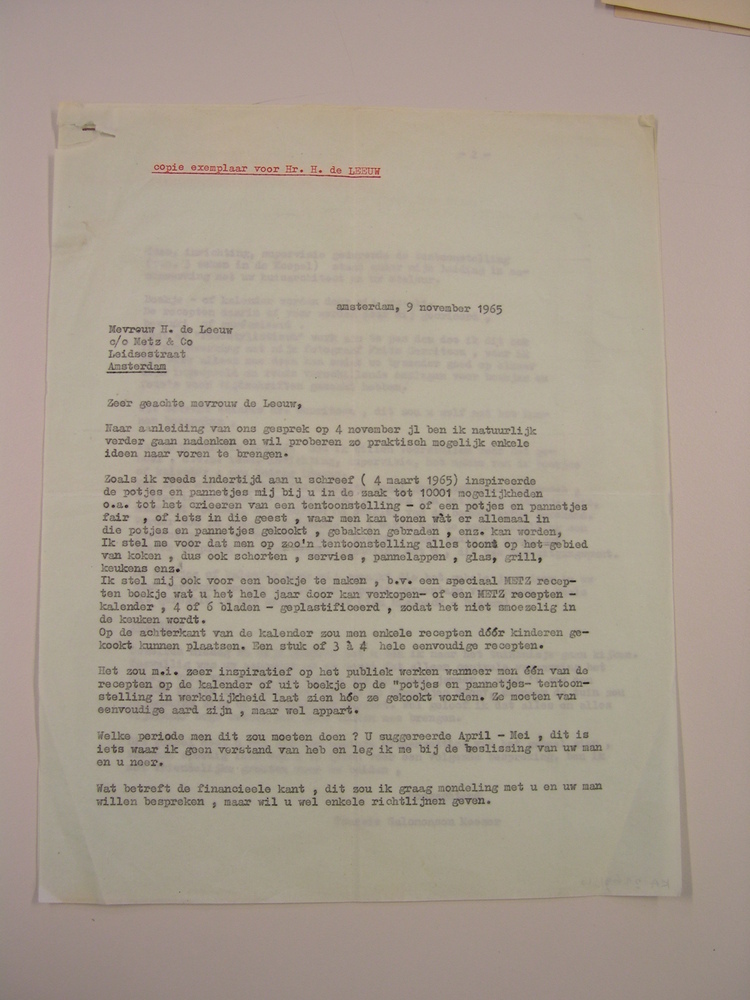 copie exemplaar voor Hr. H. de LEEUW
amsterdam, 9 november 1965
Mevrouw H. de Leeuw
c/o Metz & Co
Leidsestraat
Amsterdam
Zeer geachte mevrouw de Leeuw,
Naar aanleiding van ons gesprek op 4 november jl ben ik natuurlijk
verder gaan nadenken en wil proberen zo praktisch mogelijk enkele
ideen naar voren te brengen.
Zoals ik reeds indertijd aan u schreef ( 4 maart 1965) inspireerde
de potjes en pannetjes mij bij u in de zaak tot 10001 mogelijkheden
o.a. tot het crieeren van een tentoonstelling - of een potjes en pannetjes
fair , of iets in die geest , waar men kan tonen wàt er allemaal in
die potjes en pannetjes gekookt , gebakken gebraden , enz. kan worden,
Ik stel me voor dat men op zoo'n tentoonstelling alles toont op het gebied
van koken , dus ook schorten , servies , pannelappen , glas, grill,
keukens enz.
Ik stel mij ook voor een boekje te maken , b.v. een speciaal METZ recep-
ten boekje wat u het hele jaar door kan verkopen- of een METZ recepten -
kalender , 4 of 6 bladen - geplastificeerd , zodat het niet smoezelig in
de keuken wordt.
Op de achterkant van de kalender zou men enkele recepten dóór kinderen ge-
kookt kunnen plaatsen. Een stuk of 3 à 4 hele eenvoudige recepten.
Het zou m.i. zeer inspiratief op het publiek werken wanneer men één van de
recepten op de kalender of uit boekje op de "potjes en pannetjes- tentoon-
stelling in werkelijkheid laat zien hóe ze gekookt worden. Ze moeten van
eenvoudige aard zijn , maar wel appart.
Welke periode men dit zou moeten doen ? U suggereerde April - Mei , dit is
iets waar ik geen verstand van heb en leg ik me bij de beslissing van uw man
en u neer.
Wat betreft de financieele kant , dit zou ik graag mondeling met u en uw man
willen bespreken , maar wil u wel enkele richtlijnen geven.